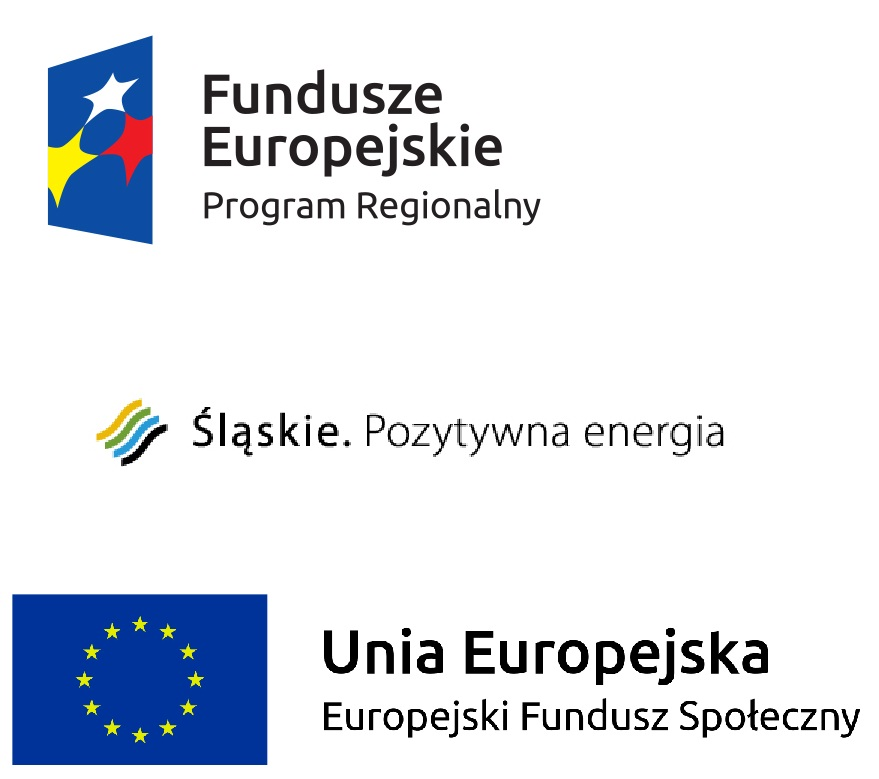 Fundusze
Europejskie
Program Regionalny
Śląskie. Pozytywna energia
Unia Europejska
Europejski Fundusz Społeczny